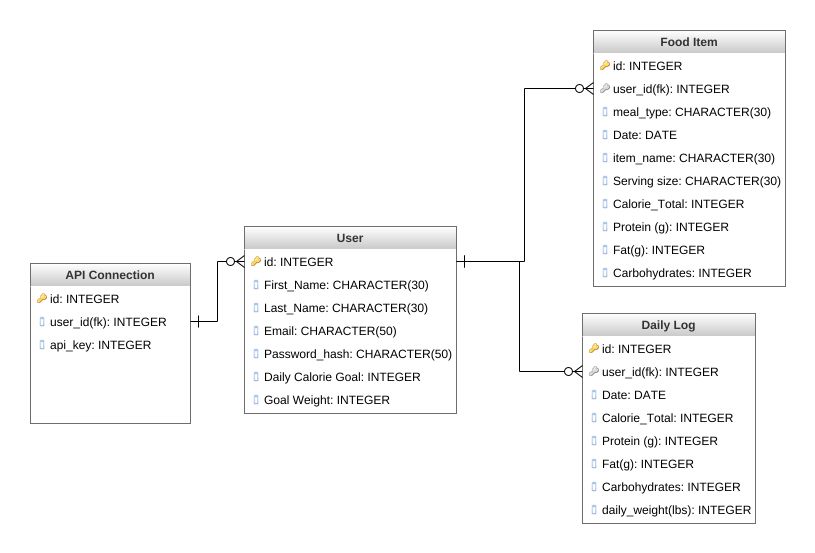 API Connection
id: INTEGER
user_id(fk): INTEGER
api_key: INTEGER
User
id: INTEGER
First_Name: CHARACTER(30)
Last_Name: CHARACTER(30)
Email: CHARACTER(50)
Password_hash: CHARACTER(50)
Daily Calorie Goal: INTEGER
Goal Weight: INTEGER
Food Item
id: INTEGER
user_id(fk): INTEGER
meal_type: CHARACTER(30)
Date: DATE
item_name: CHARACTER(30)
Serving size: CHARACTER(30)
Calorie_Total: INTEGER
Protein (g): INTEGER
Fat(g): INTEGER
Carbohydrates: INTEGER
Daily Log
id: INTEGER
user_id(fk): INTEGER
Date: DATE
Calorie_Total: INTEGER
Protein (g): INTEGER
Fat(g): INTEGER
Carbohydrates: INTEGER
daily_weight(lbs): INTEGER